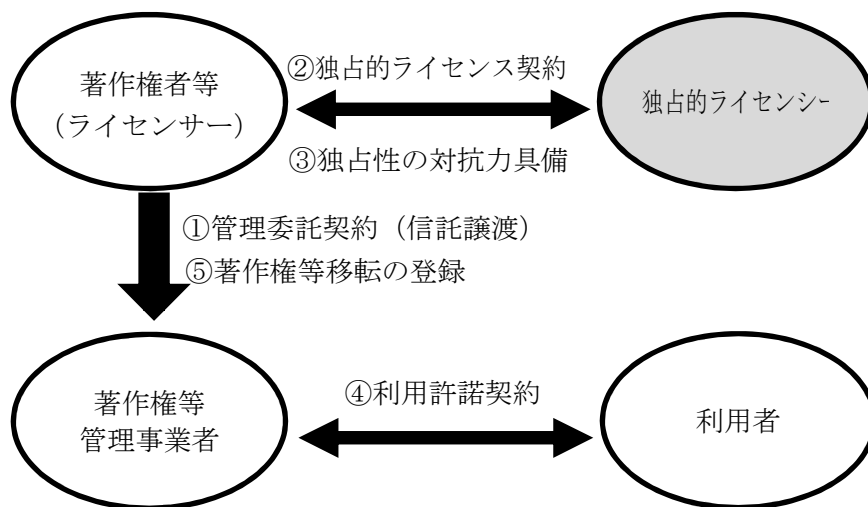 著作権者等
（ライセンサー）
②独占的ライセンス契約
独占的ライセンシー
③独占性の対抗力具備
①管理委託契約（信託譲渡）
⑤著作権等移転の登録
著作権等
管理事業者
④利用許諾契約
利用者